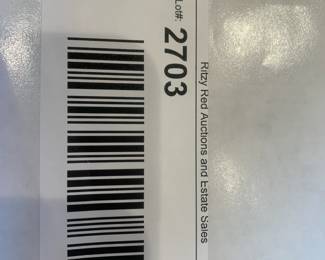 Ritzy Red Auctions and Estate Sales
Lot#: 2703